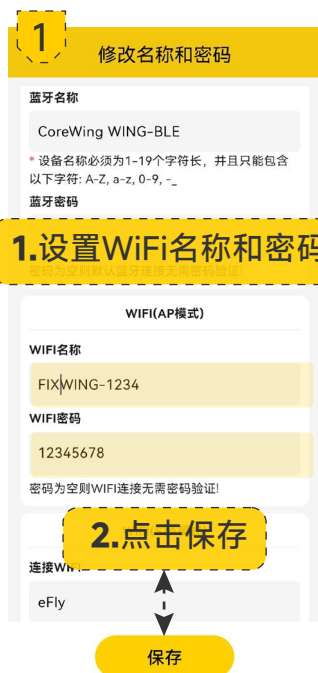 1
修改名称和密码
蓝牙名称
CoreWing WING-BLE
* 设备名称必须为1-19个字符长，并且只能包含
以下字符: A-Z, a-z, 0-9, -_
蓝牙密码
1.设置WiFi名称和密码
密码为空则默认蓝牙连接无需密码验证!
WIFI(AP模式)
WIFI名称
FIXWING-1234
WIFI密码
12345678
密码为空则WIFI连接无需密码验证!
2.点击保存
连接WIFI
eFly
保存